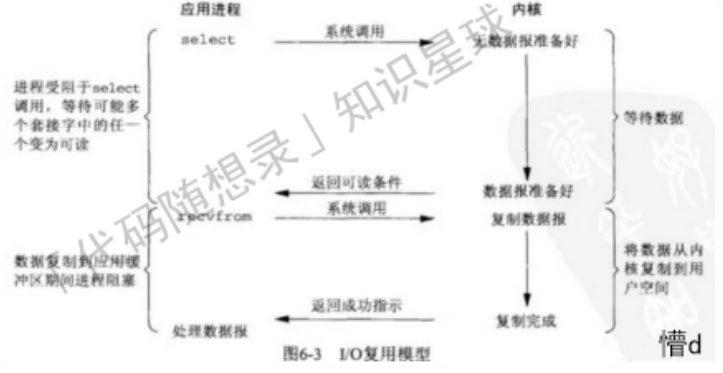 应用进程
内核
select
系统调用
无数据报准备好
进程受阻于select
调用,等待可能多
个套接字中的任一
个变为可读
等待数据
返回可读条件
数据报准备好
recvfrom
系统调用
复制数据报
数据复制到应用缓
冲区期间进程阻塞
将数据从内
核复制到用
户空间
返回成功指示
复制完成
处理数据报
图6-3 I/O复用模型
「代码随想录」知识星球
懵d